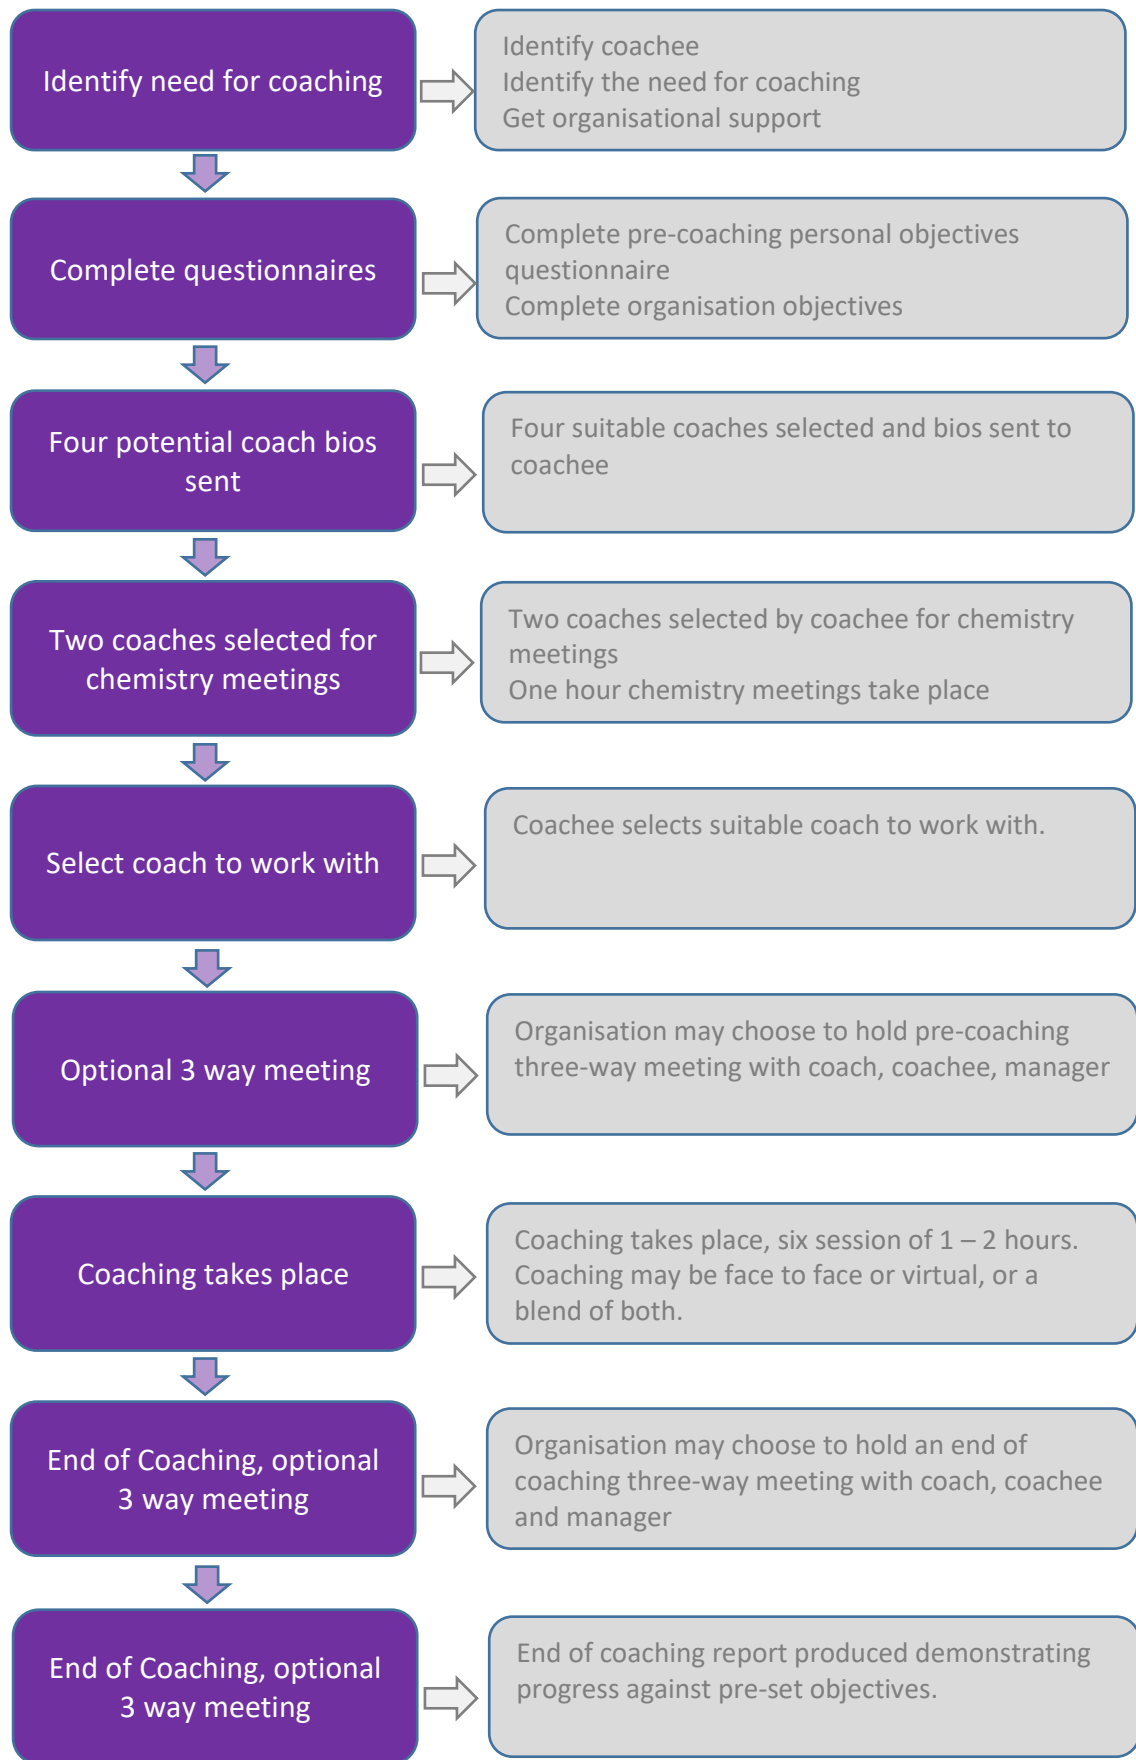 Identify need for coaching
Identify coachee
Identify the need for coaching
Get organisational support
Complete questionnaires
Complete pre-coaching personal objectives
questionnaire
Complete organisation objectives
Four potential coach bios
sent
Four suitable coaches selected and bios sent to
coachee
Two coaches selected for
chemistry meetings
Two coaches selected by coachee for chemistry
meetings
One hour chemistry meetings take place
Select coach to work with
Coachee selects suitable coach to work with.
Optional 3 way meeting
Organisation may choose to hold pre-coaching
three-way meeting with coach, coachee, manager
Coaching takes place
Coaching takes place, six session of 1 – 2 hours.
Coaching may be face to face or virtual, or a
blend of both.
End of Coaching, optional
3 way meeting
Organisation may choose to hold an end of
coaching three-way meeting with coach, coachee
and manager
End of Coaching, optional
3 way meeting
End of coaching report produced demonstrating
progress against pre-set objectives.